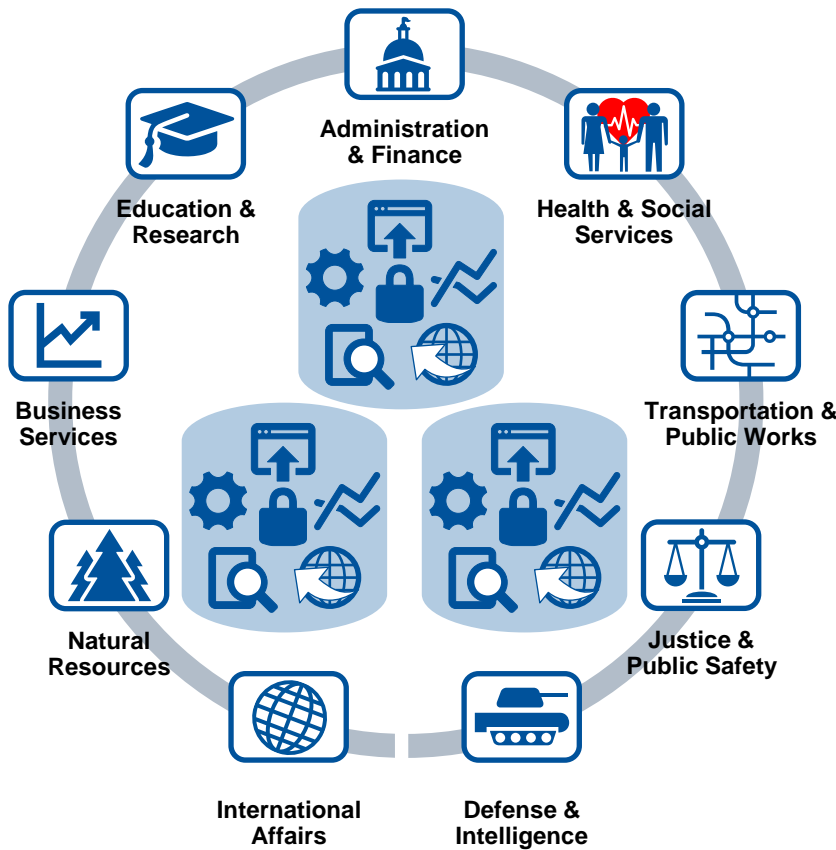 Administration
& Finance
Education &
Research
Health & Social
Services
Business
Services
Transportation &
Public Works
Natural
Resources
Justice &
Public Safety
International
Affairs
Defense &
Intelligence